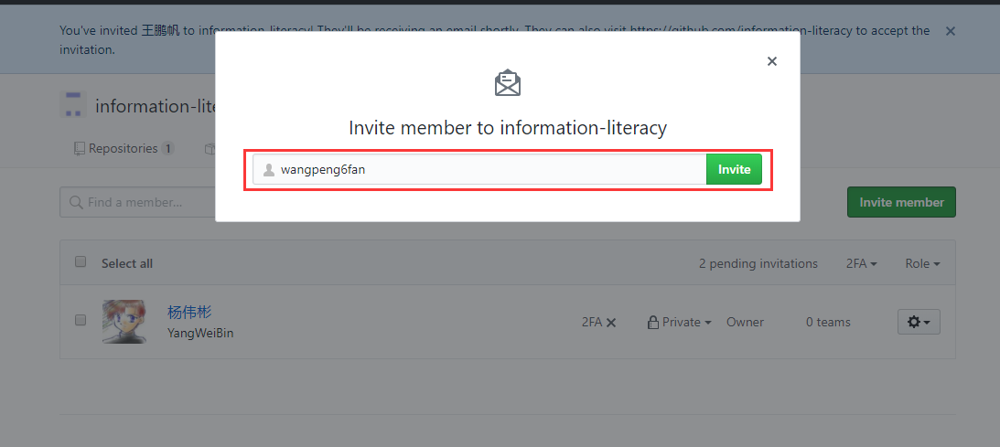 You've invited 王鹏帆 to information-literacy! They'll be receiving an email shortly. They can also visit https://github.com/information-literacy to accept the
invitation.
Invite member to information-literacy
information-lite
Repositories 1
wangpeng6fan
Invite
Find a member...
Invite member
Select all
2 pending invitations
2FA
Role
杨伟彬
YangWeiBin
2FA
Private
Owner
0 teams